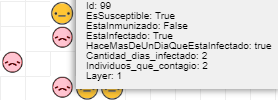 Id: 99
EsSusceptible: True
EstaInmunizado: False
EstaInfectado: True
HaceMasDeUnDiaQueEstaInfectado: true
Cantidad_dias_infectado: 2
Individuos_que_contagio: 2
Layer: 1